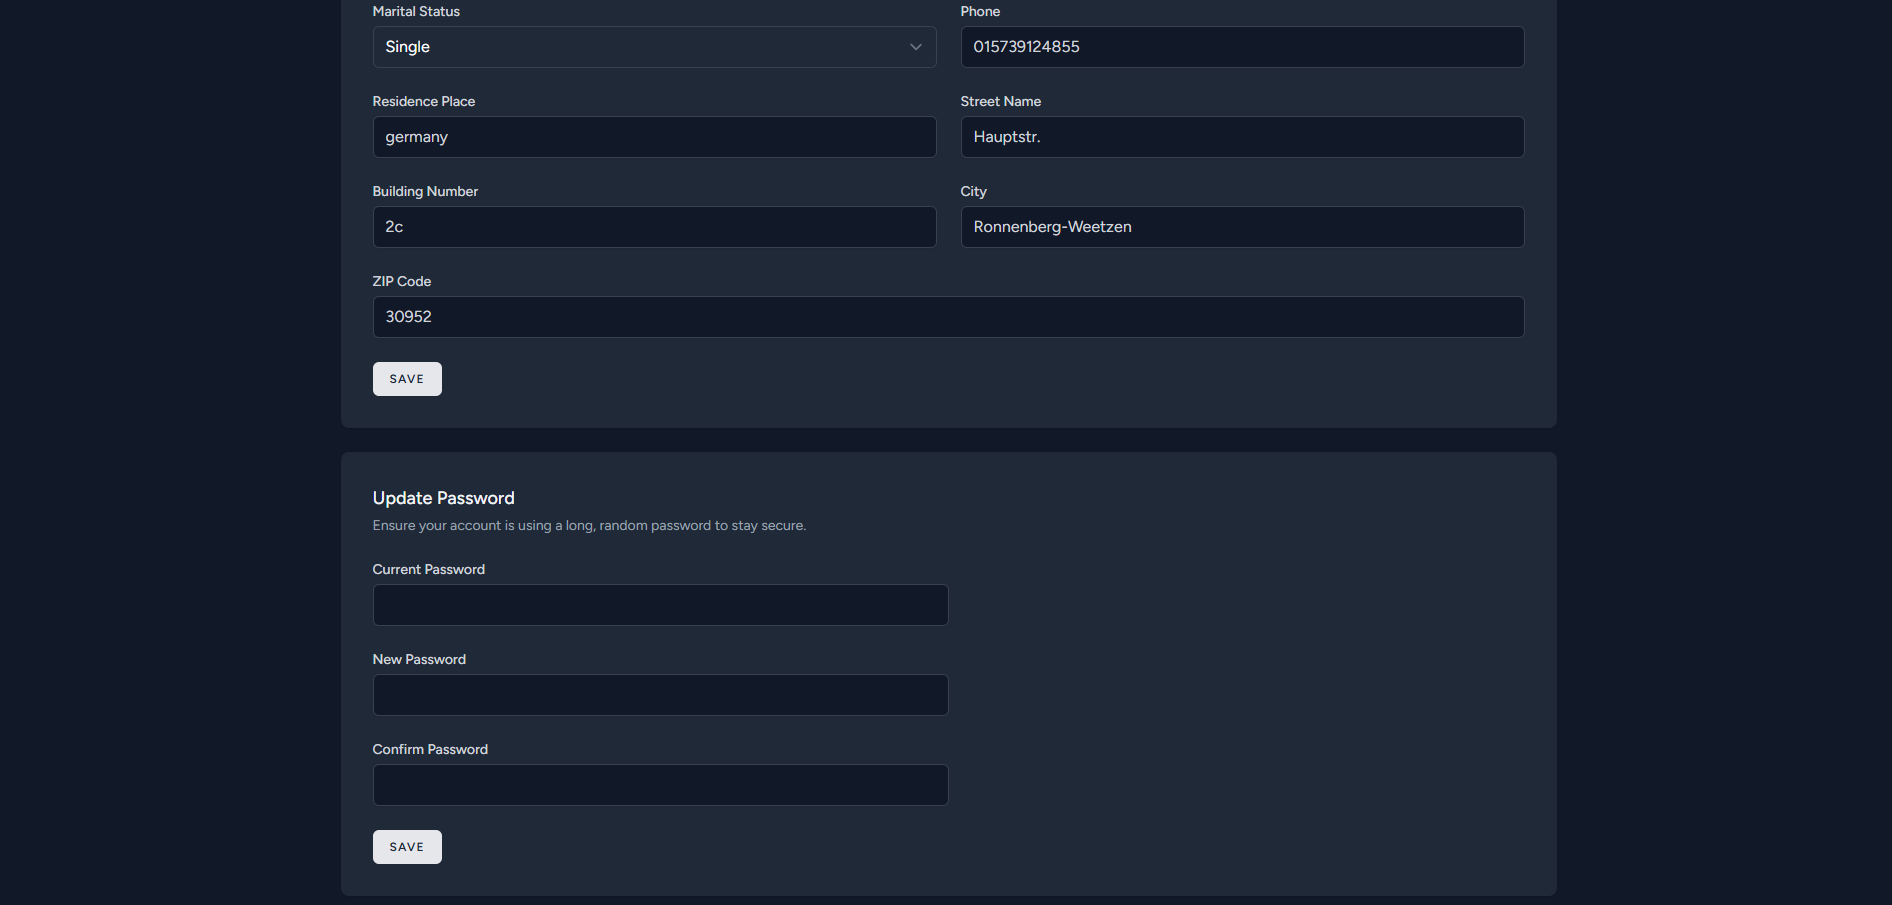 Marital Status
Phone
Single
015739124855
Residence Place
Street Name
germany
Hauptstr.
Building Number
City
2c
Ronnenberg-Weetzen
ZIP Code
30952
SAVE
Update Password
Ensure your account is using a long, random password to stay secure.
Current Password
New Password
Confirm Password
SAVE